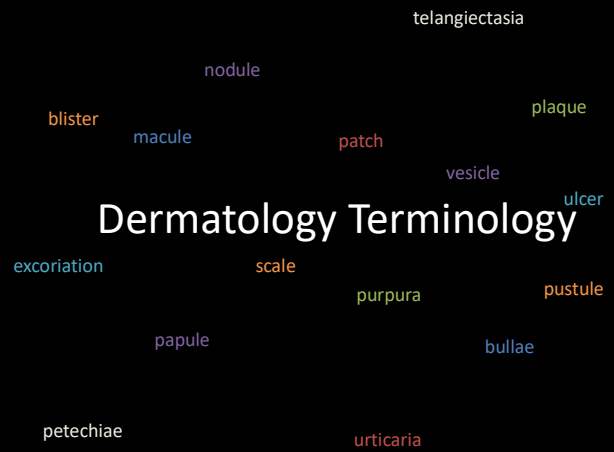 telangiectasia
nodule
plaque
blister
macule
patch
vesicle
ulcer
Dermatology Terminology
excoriation
scale
pustule
purpura
papule
bullae
petechiae
urticaria